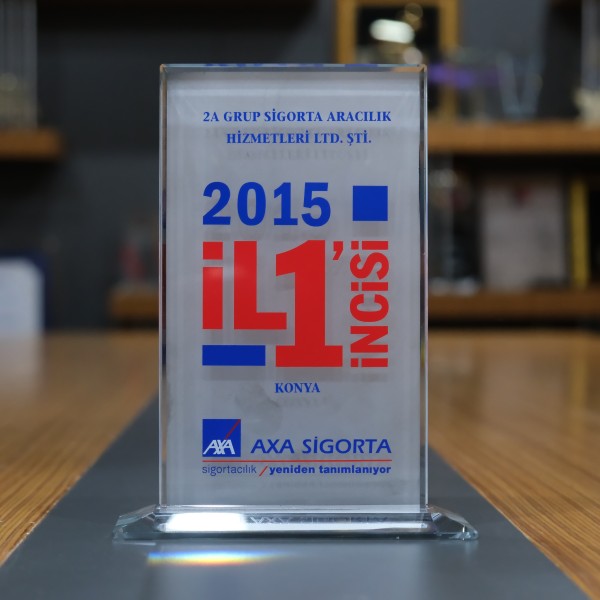 2A GRUP SİGORTA ARACILIK
HİZMETLERİ LTD. ŞTİ.
2015
İL 1'İNCİSİ
KONYA
AXA AXA SİGORTA
sigortacılık / yeniden tanımlanıyor